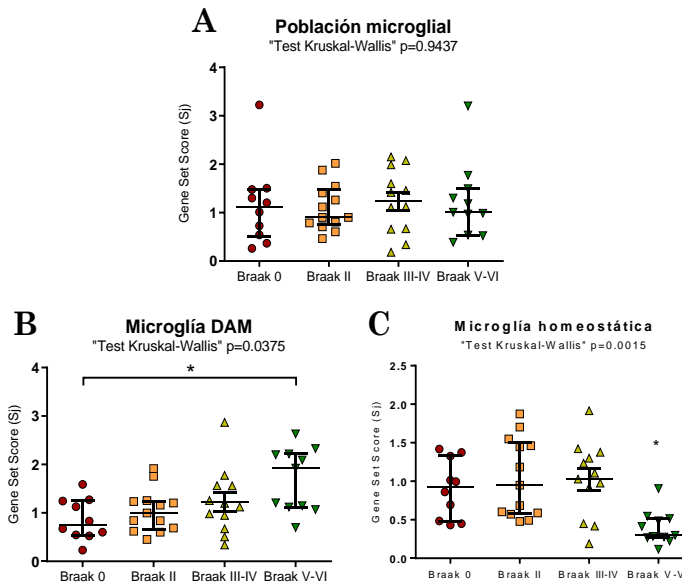 A
Población microglial
"Test Kruskal-Wallis" p=0.9437
Gene Set Score (Sj)
4
3
2
1
0
Braak 0 Braak II Braak III-IV Braak V-VI
B
Microglía DAM
"Test Kruskal-Wallis" p=0.0375
*
Gene Set Score (Sj)
4
3
2
1
0
Braak 0 Braak II Braak III-IV Braak V-VI
C
Microglía homeostática
"Test Kruskal-Wallis" p=0.0015
*
Gene Set Score (Sj)
2.5
2.0
1.5
1.0
0.5
0.0
Braak 0 Braak II Braak III-IV Braak V-VI